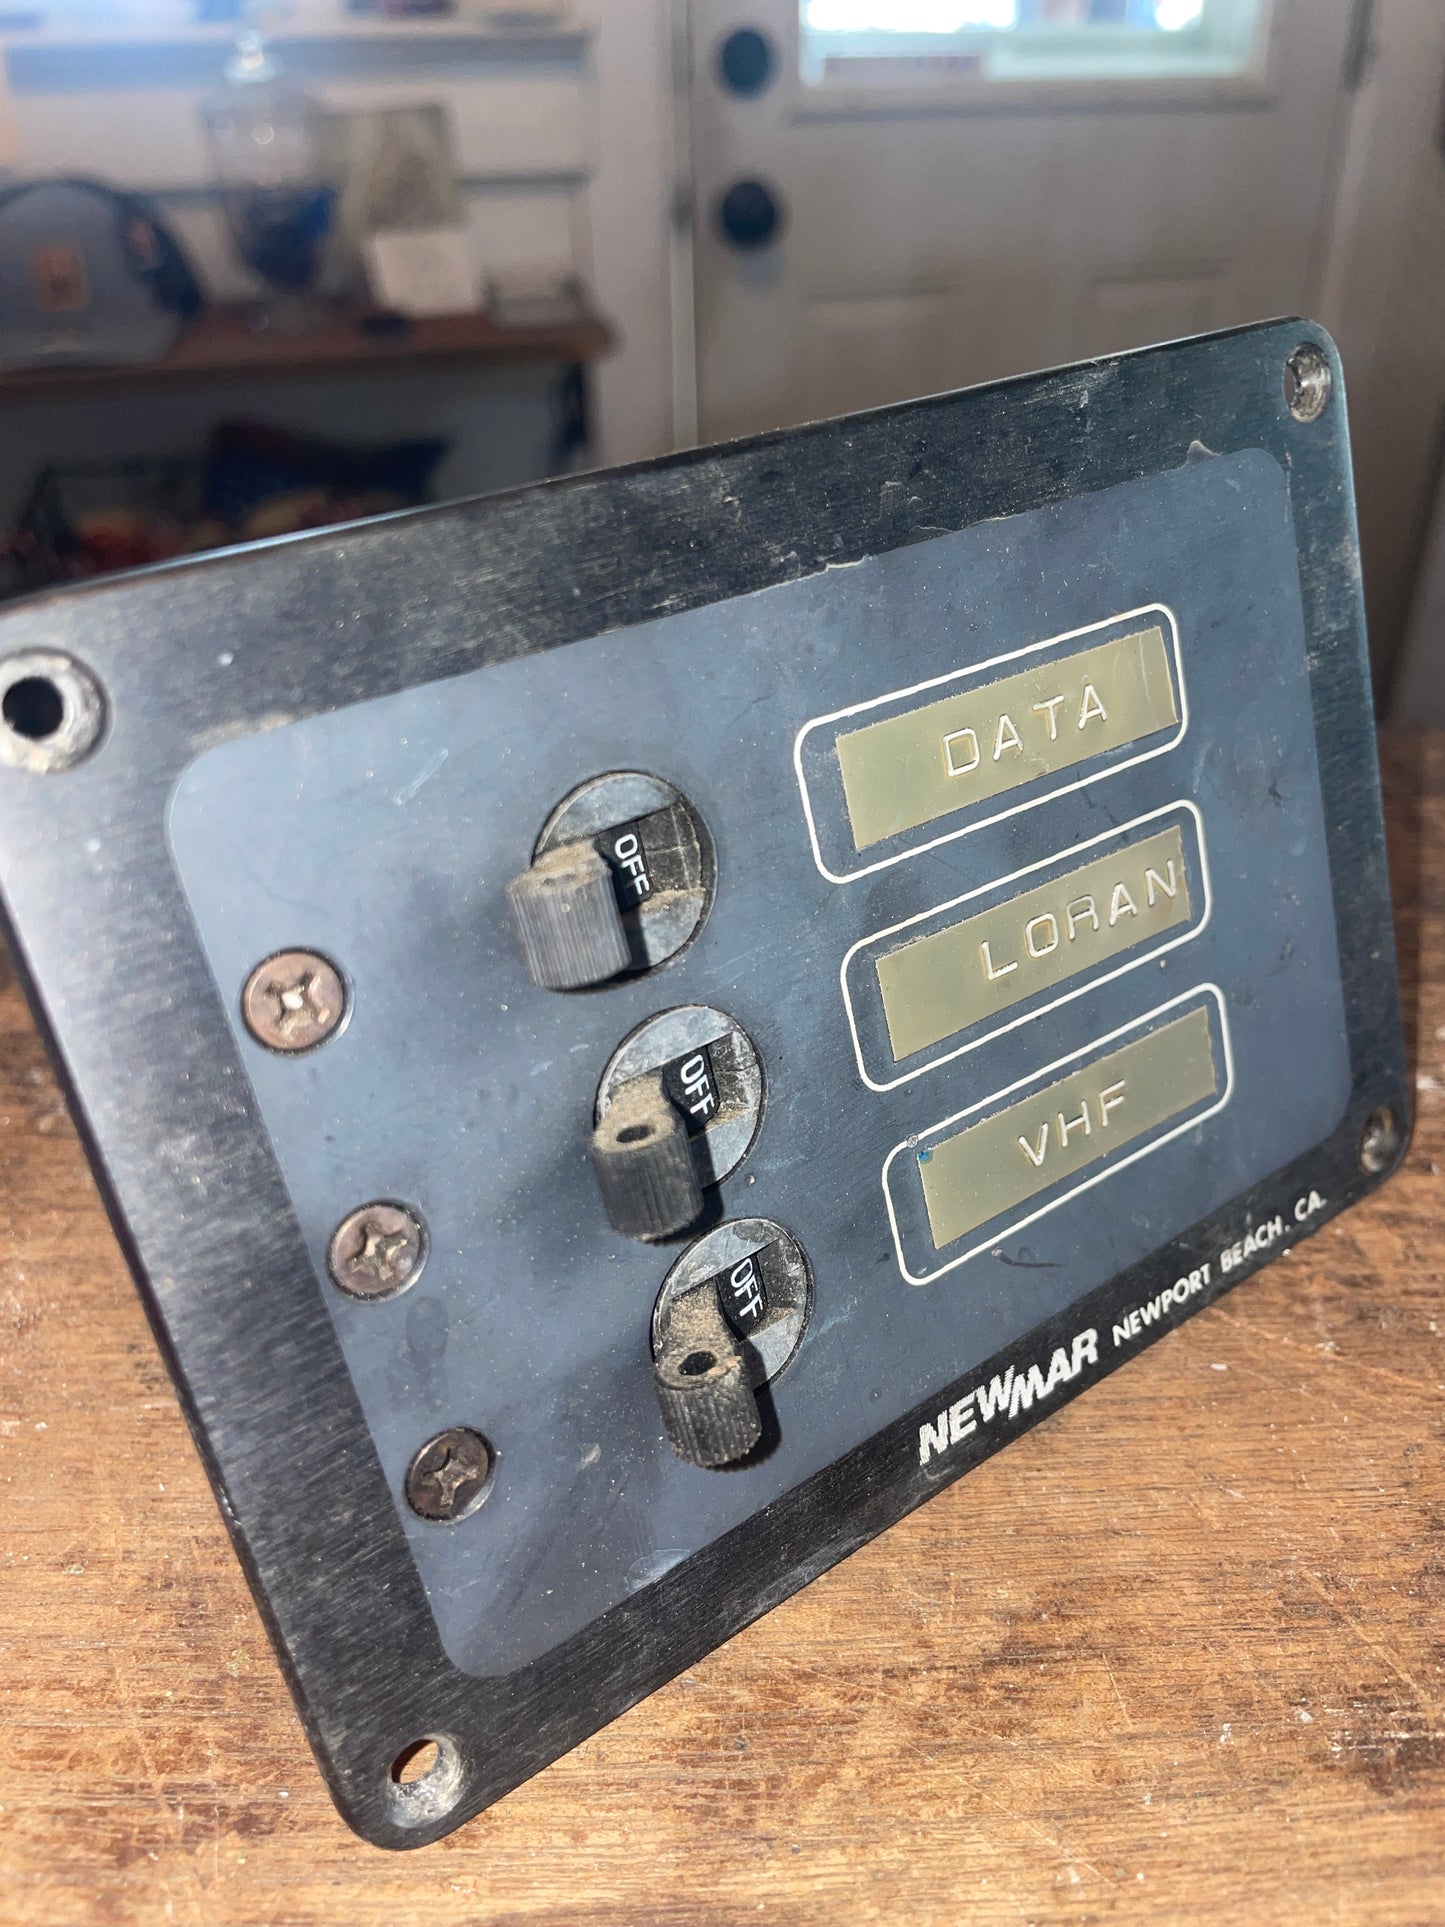 OFF
DATA
OFF
LORAN
OFF
VHF
NEWMAR NEWPORT BEACH, CA.